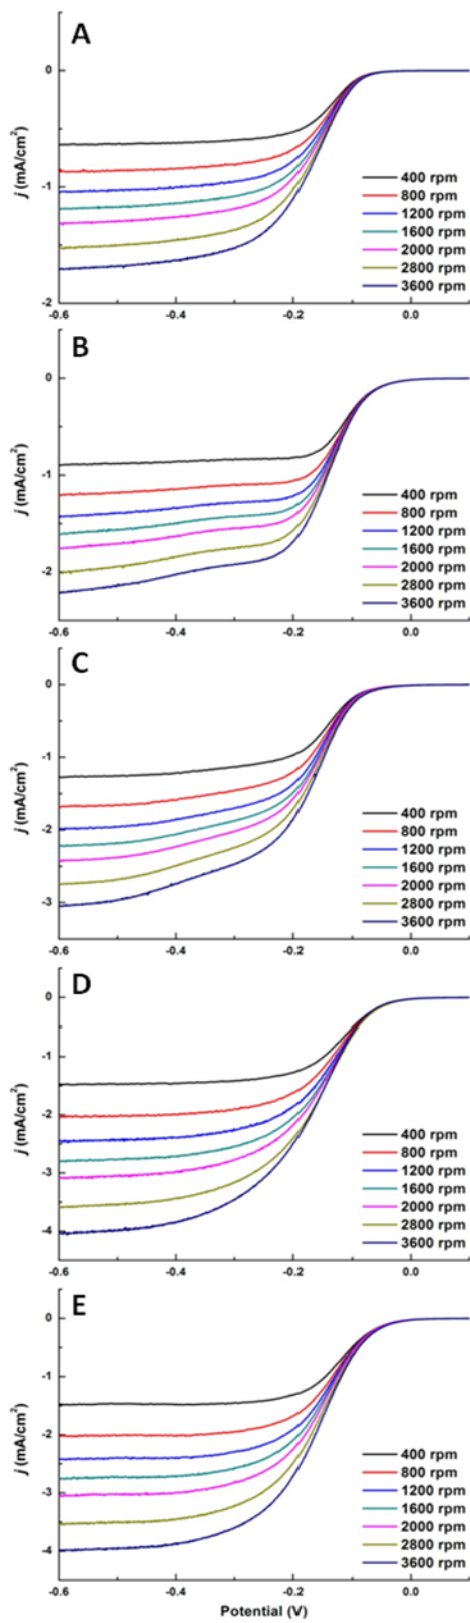 A
0
-1
-2
j (mA/cm²)
400 rpm
800 rpm
1200 rpm
1600 rpm
2000 rpm
2800 rpm
3600 rpm
-0.6 -0.4 -0.2 0.0
B
0
-1
-2
j (mA/cm²)
400 rpm
800 rpm
1200 rpm
1600 rpm
2000 rpm
2800 rpm
3600 rpm
-0.6 -0.4 -0.2 0.0
C
0
-1
-2
-3
j (mA/cm²)
400 rpm
800 rpm
1200 rpm
1600 rpm
2000 rpm
2800 rpm
3600 rpm
-0.6 -0.4 -0.2 0.0
D
0
-1
-2
-3
-4
j (mA/cm²)
400 rpm
800 rpm
1200 rpm
1600 rpm
2000 rpm
2800 rpm
3600 rpm
-0.6 -0.4 -0.2 0.0
E
0
-1
-2
-3
-4
j (mA/cm²)
400 rpm
800 rpm
1200 rpm
1600 rpm
2000 rpm
2800 rpm
3600 rpm
-0.6 -0.4 -0.2 0.0
Potential (V)